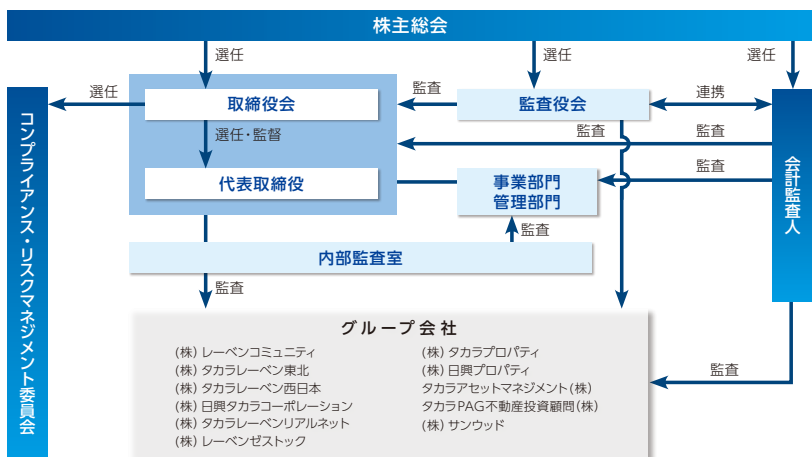 株主総会
選任
選任
選任
選任
取締役会
監査
監査役会
連携
選任・監督
監査
監査
代表取締役
事業部門
管理部門
監査
監査
内部監査室
監査
コンプライアンス・リスクマネジメント委員会
会計監査人
グループ会社
(株)レーベンコミュニティ
(株)タカラレーベン東北
(株)タカラレーベン西日本
(株)日興タカラコーポレーション
(株)タカラレーベンリアルネット
(株)レーベンゼストック
(株)タカラプロパティ
(株)日興プロパティ
タカラアセットマネジメント(株)
タカラPAG不動産投資顧問(株)
(株)サンウッド
監査